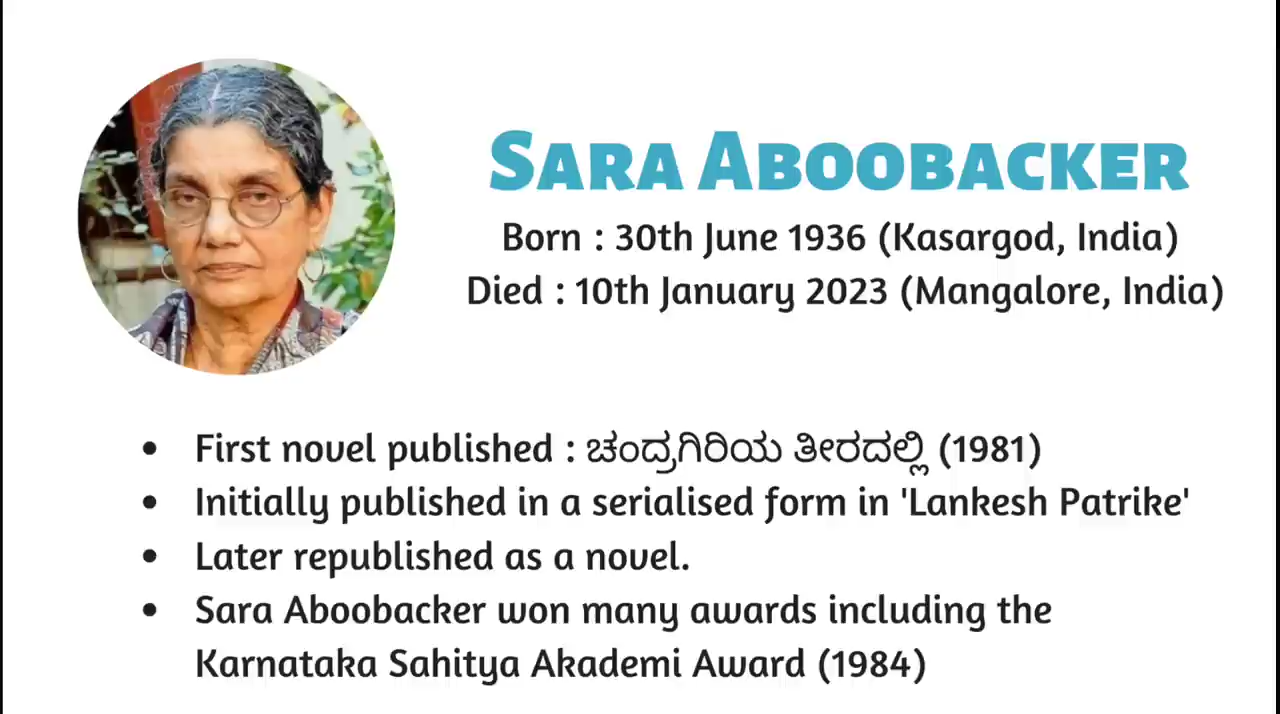 Sara Aboobacker
Born : 30th June 1936 (Kasargod, India)
Died : 10th January 2023 (Mangalore, India)
• First novel published : ಚಂದ್ರಗಿರಿಯ ತೀರದಲ್ಲಿ (1981)
• Initially published in a serialised form in 'Lankesh Patrike'
• Later republished as a novel.
• Sara Aboobacker won many awards including the
Karnataka Sahitya Akademi Award (1984)